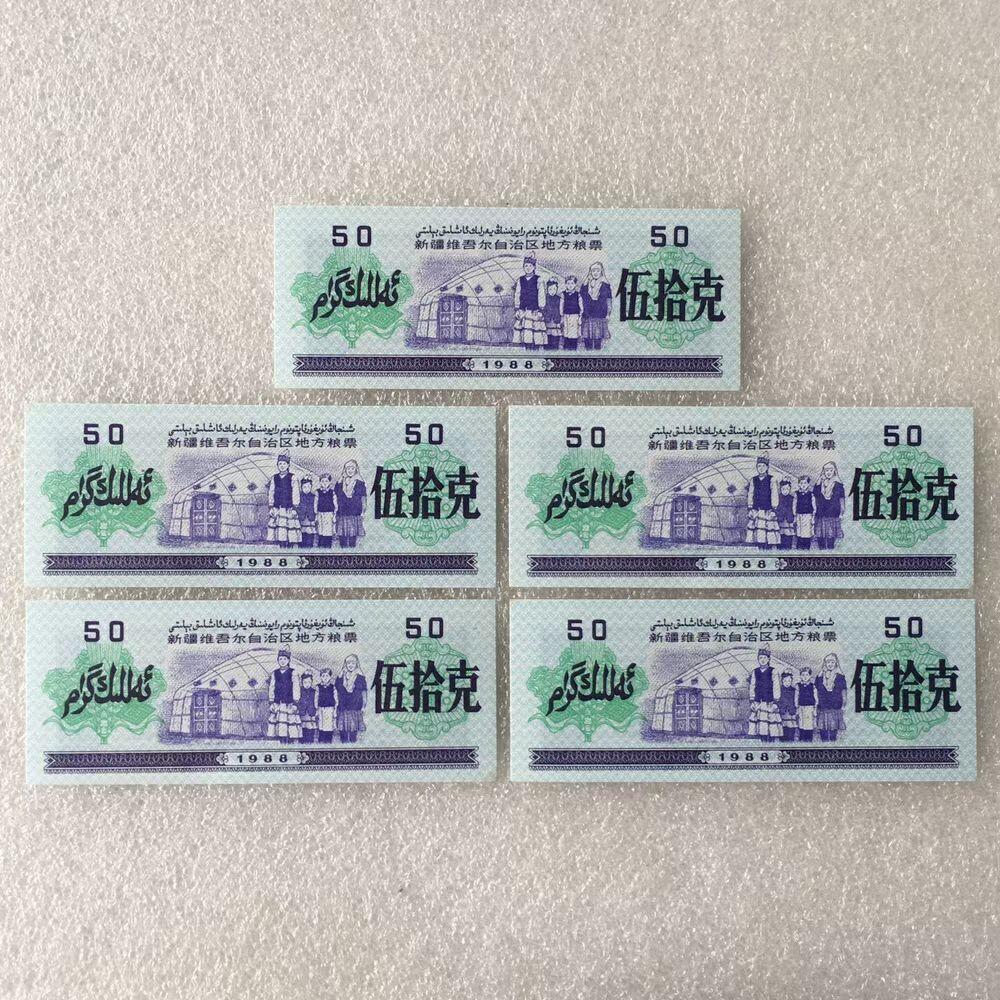 شىنجاڭ ئۇيغۇر ئاپتونوم رايونىنىڭ يەرلىك ئاشلىق بېلىتى
50 新疆维吾尔自治区地方粮票 50
ئەللىك گرام 伍拾克
1988
شىنجاڭ ئۇيغۇر ئاپتونوم رايونىنىڭ يەرلىك ئاشلىق بېلىتى
50 新疆维吾尔自治区地方粮票 50
ئەللىك گرام 伍拾克
1988
شىنجاڭ ئۇيغۇر ئاپتونوم رايونىنىڭ يەرلىك ئاشلىق بېلىتى
50 新疆维吾尔自治区地方粮票 50
ئەللىك گرام 伍拾克
1988
شىنجاڭ ئۇيغۇر ئاپتونوم رايونىنىڭ يەرلىك ئاشلىق بېلىتى
50 新疆维吾尔自治区地方粮票 50
ئەللىك گرام 伍拾克
1988
شىنجاڭ ئۇيغۇر ئاپتونوم رايونىنىڭ يەرلىك ئاشلىق بېلىتى
50 新疆维吾尔自治区地方粮票 50
ئەللىك گرام 伍拾克
1988